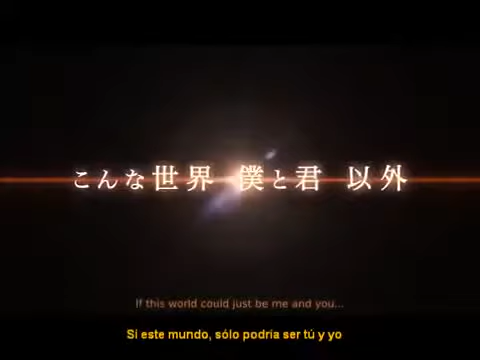 こんな世界 僕と君 以外
If this world could just be me and you...
Si este mundo, sólo podría ser tú y yo